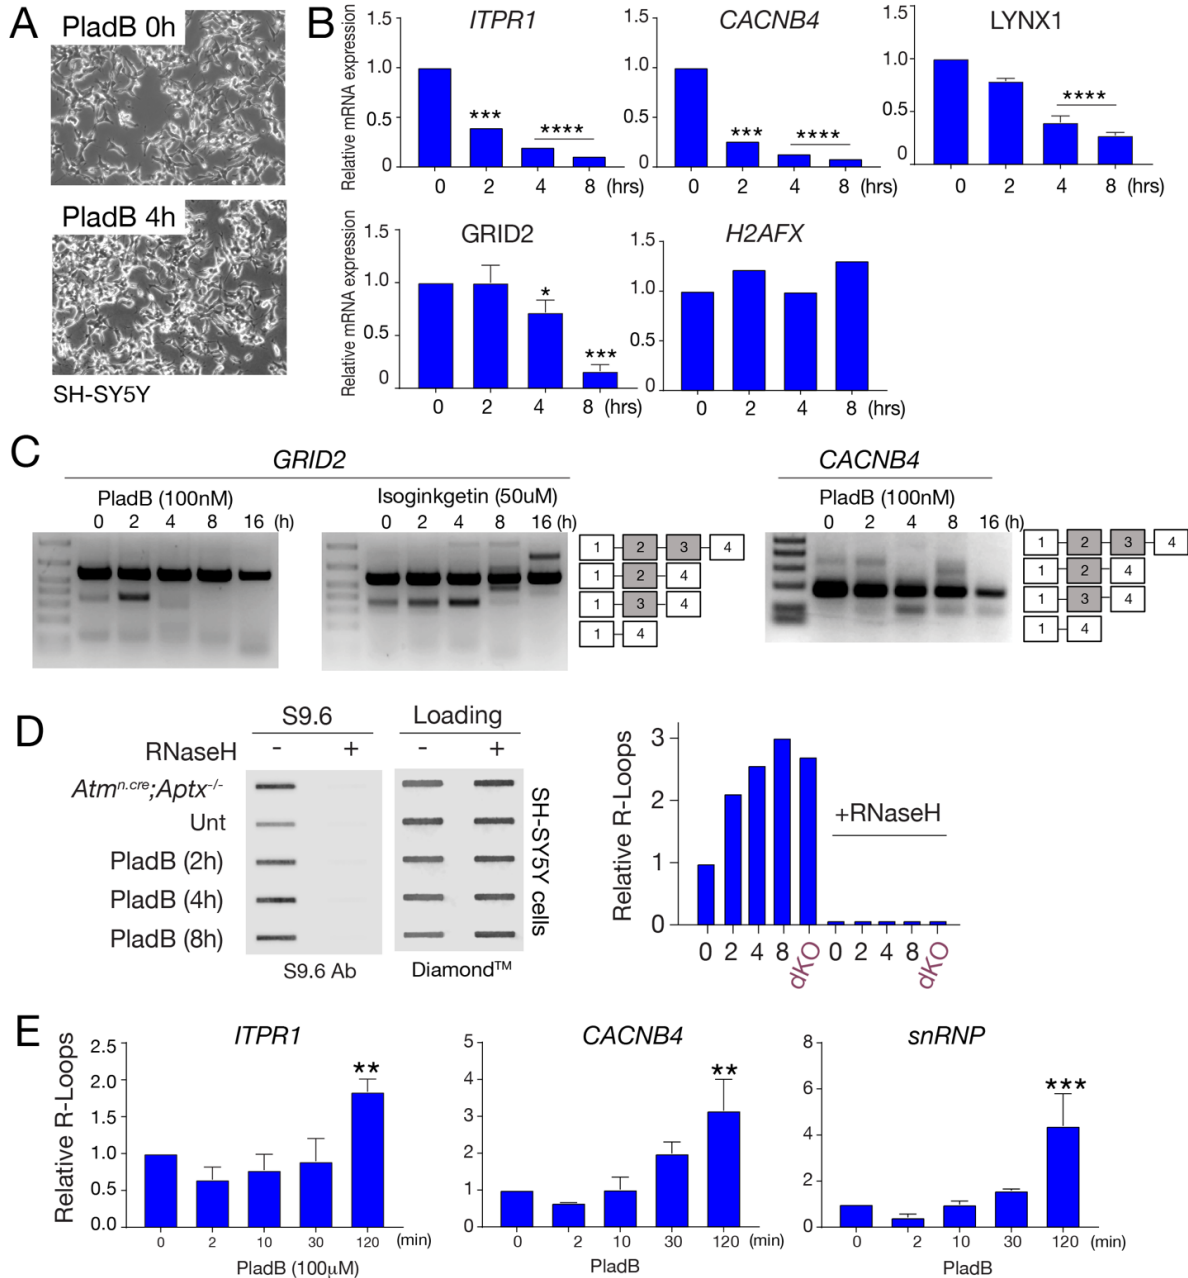 A
PladB 0h
PladB 4h
SH-SY5Y
B
ITPR1
Relative mRNA expression
1.5
1.0
0.5
0
***
****
0 2 4 8 (hrs)
CACNB4
1.5
1.0
0.5
0
***
****
0 2 4 8 (hrs)
LYNX1
1.5
1.0
0.5
0
****
0 2 4 8 (hrs)
GRID2
Relative mRNA expression
1.5
1.0
0.5
0
*
***
0 2 4 8 (hrs)
H2AFX
1.5
1.0
0.5
0
0 2 4 8 (hrs)
C
GRID2
PladB (100nM)
0 2 4 8 16 (h)
Isoginkgetin (50uM)
0 2 4 8 16 (h)
1 2 3 4
1 2 4
1 3 4
1 4
CACNB4
PladB (100nM)
0 2 4 8 16 (h)
1 2 3 4
1 2 4
1 3 4
1 4
D
S9.6
Loading
RNaseH - + - +
Atmn.cre;Aptx-/-
Unt
PladB (2h)
PladB (4h)
PladB (8h)
S9.6 Ab
Diamond™
SH-SY5Y cells
Relative R-Loops
3
2
1
0
+RNaseH
0 2 4 8 dKO 0 2 4 8 dKO
E
ITPR1
Relative R-Loops
2.5
2.0
1.5
1.0
0.5
0.0
**
0 2 10 30 120 (min)
PladB (100μM)
CACNB4
5
4
3
2
1
0
**
0 2 10 30 120 (min)
PladB
snRNP
8
6
4
2
0
***
0 2 10 30 120 (min)
PladB